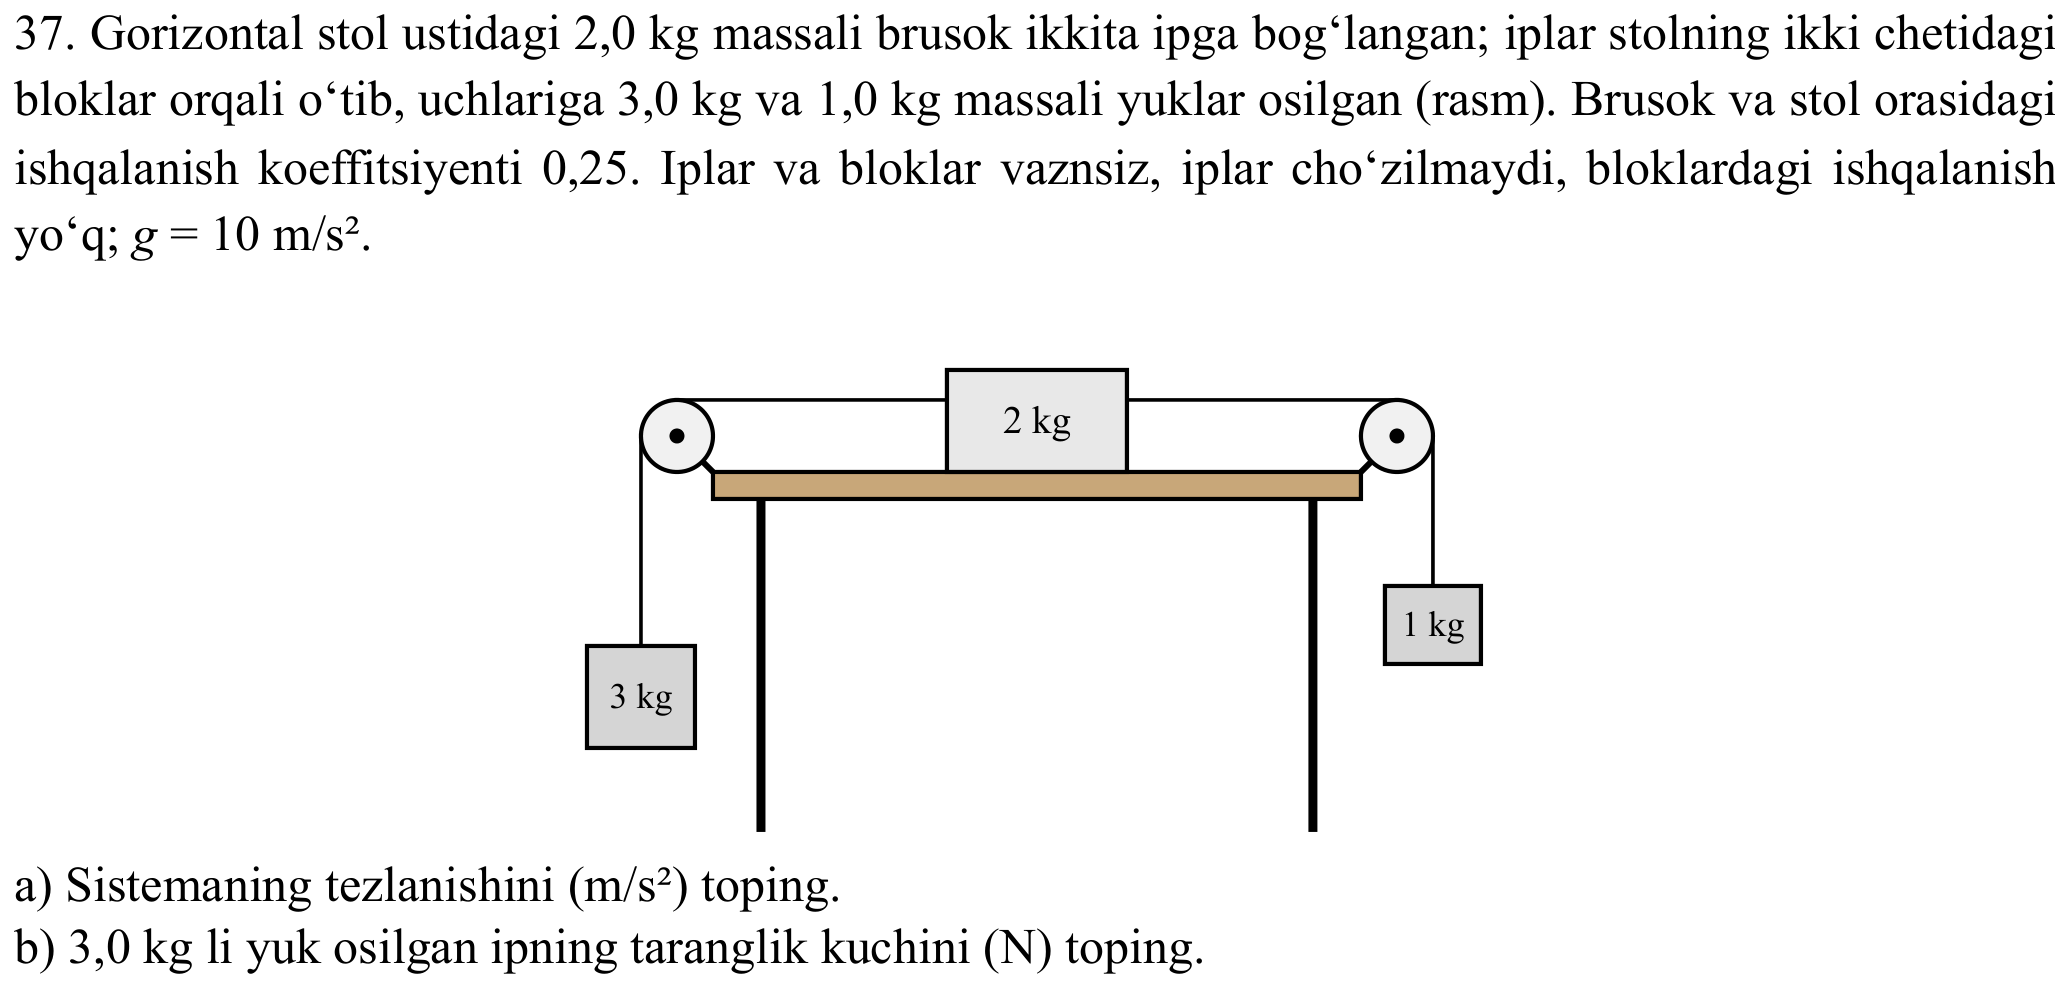 37. Gorizontal stol ustidagi 2,0 kg massali brusok ikkita ipga bog‘langan; iplar stolning ikki chetidagi
bloklar orqali o‘tib, uchlariga 3,0 kg va 1,0 kg massali yuklar osilgan (rasm). Brusok va stol orasidagi
ishqalanish koeffitsiyenti 0,25. Iplar va bloklar vaznsiz, iplar cho‘zilmaydi, bloklardagi ishqalanish
yo‘q; g = 10 m/s².
2 kg
1 kg
3 kg
a) Sistemaning tezlanishini (m/s²) toping.
b) 3,0 kg li yuk osilgan ipning taranglik kuchini (N) toping.